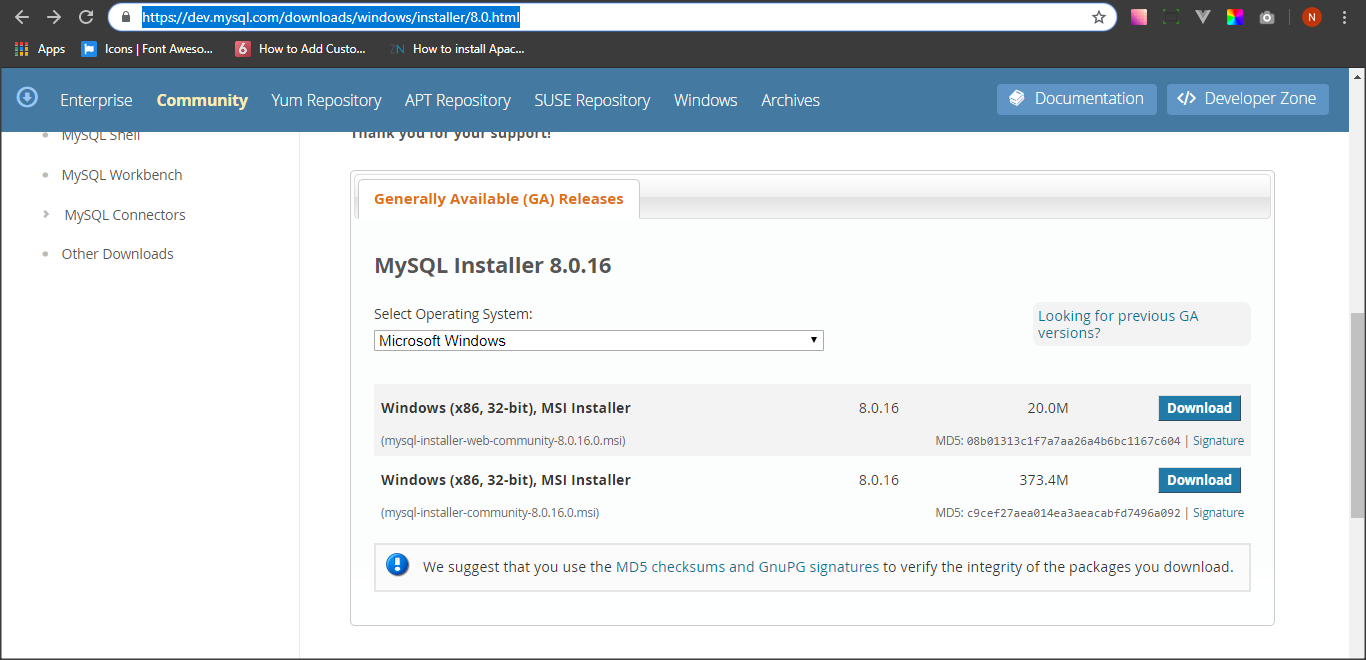 https://dev.mysql.com/downloads/windows/installer/8.0.html
N
Apps
Icons | Font Aweso...
6
How to Add Custo...
ZN
How to install Apac...
Enterprise
Community
Yum Repository
APT Repository
SUSE Repository
Windows
Archives
Documentation
Developer Zone
MySQL Shell
Thank you for your support!
MySQL Workbench
MySQL Connectors
Other Downloads
Generally Available (GA) Releases
MySQL Installer 8.0.16
Select Operating System:
Microsoft Windows
Looking for previous GA
versions?
Windows (x86, 32-bit), MSI Installer
8.0.16
20.0M
Download
(mysql-installer-web-community-8.0.16.0.msi)
MD5: 08b01313c1f7a7aa26a4b6bc1167c604 | Signature
Windows (x86, 32-bit), MSI Installer
8.0.16
373.4M
Download
(mysql-installer-community-8.0.16.0.msi)
MD5: c9cef27aea014ea3aeacabfd7496a092 | Signature
We suggest that you use the MD5 checksums and GnuPG signatures to verify the integrity of the packages you download.